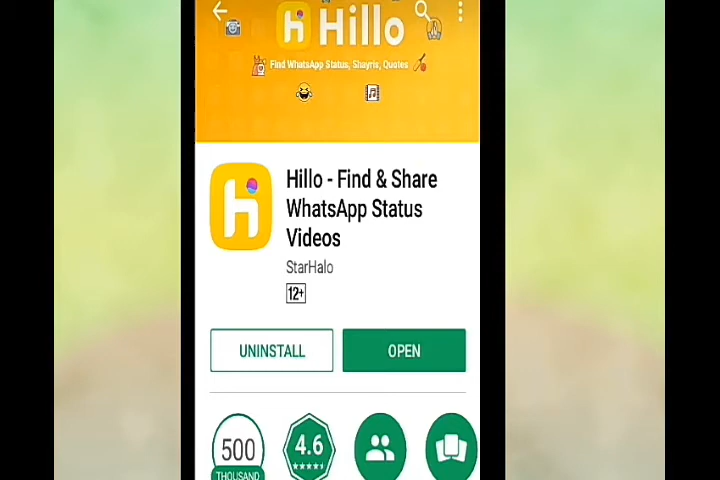 h Hillo
Find WhatsApp Status, Shayris, Quotes
h
Hillo - Find & Share
WhatsApp Status
Videos
StarHalo
12+
UNINSTALL
OPEN
500
THOUSAND
4.6